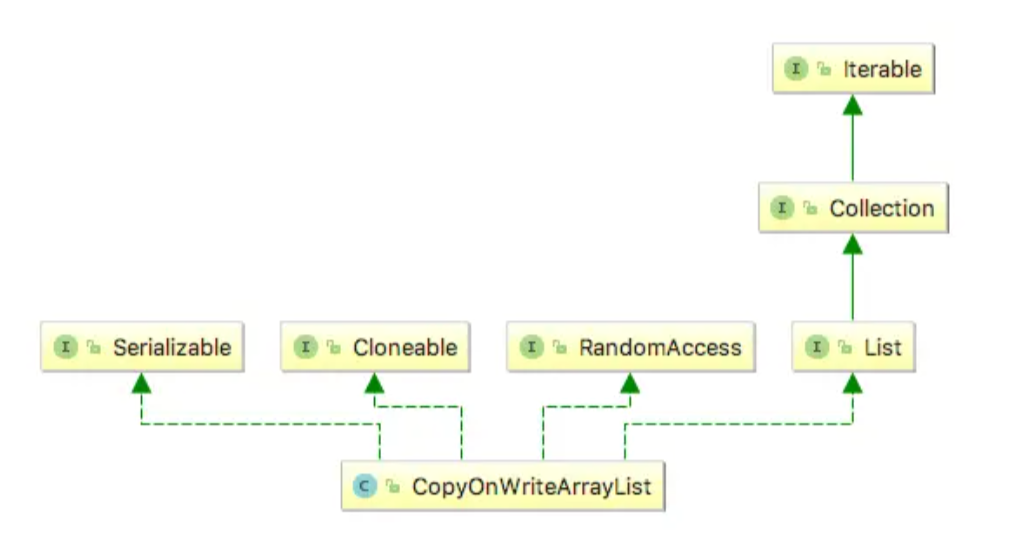 I Iterable
I Collection
I Serializable
I Cloneable
I RandomAccess
I List
C CopyOnWriteArrayList